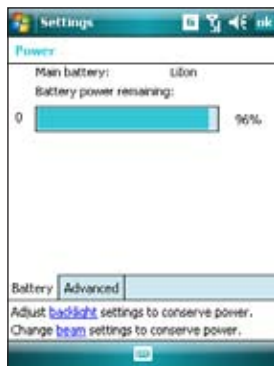 Settings
ok
Power
Main battery: LiIon
Battery power remaining:
0 96%
Battery Advanced
Adjust backlight settings to conserve power.
Change beam settings to conserve power.